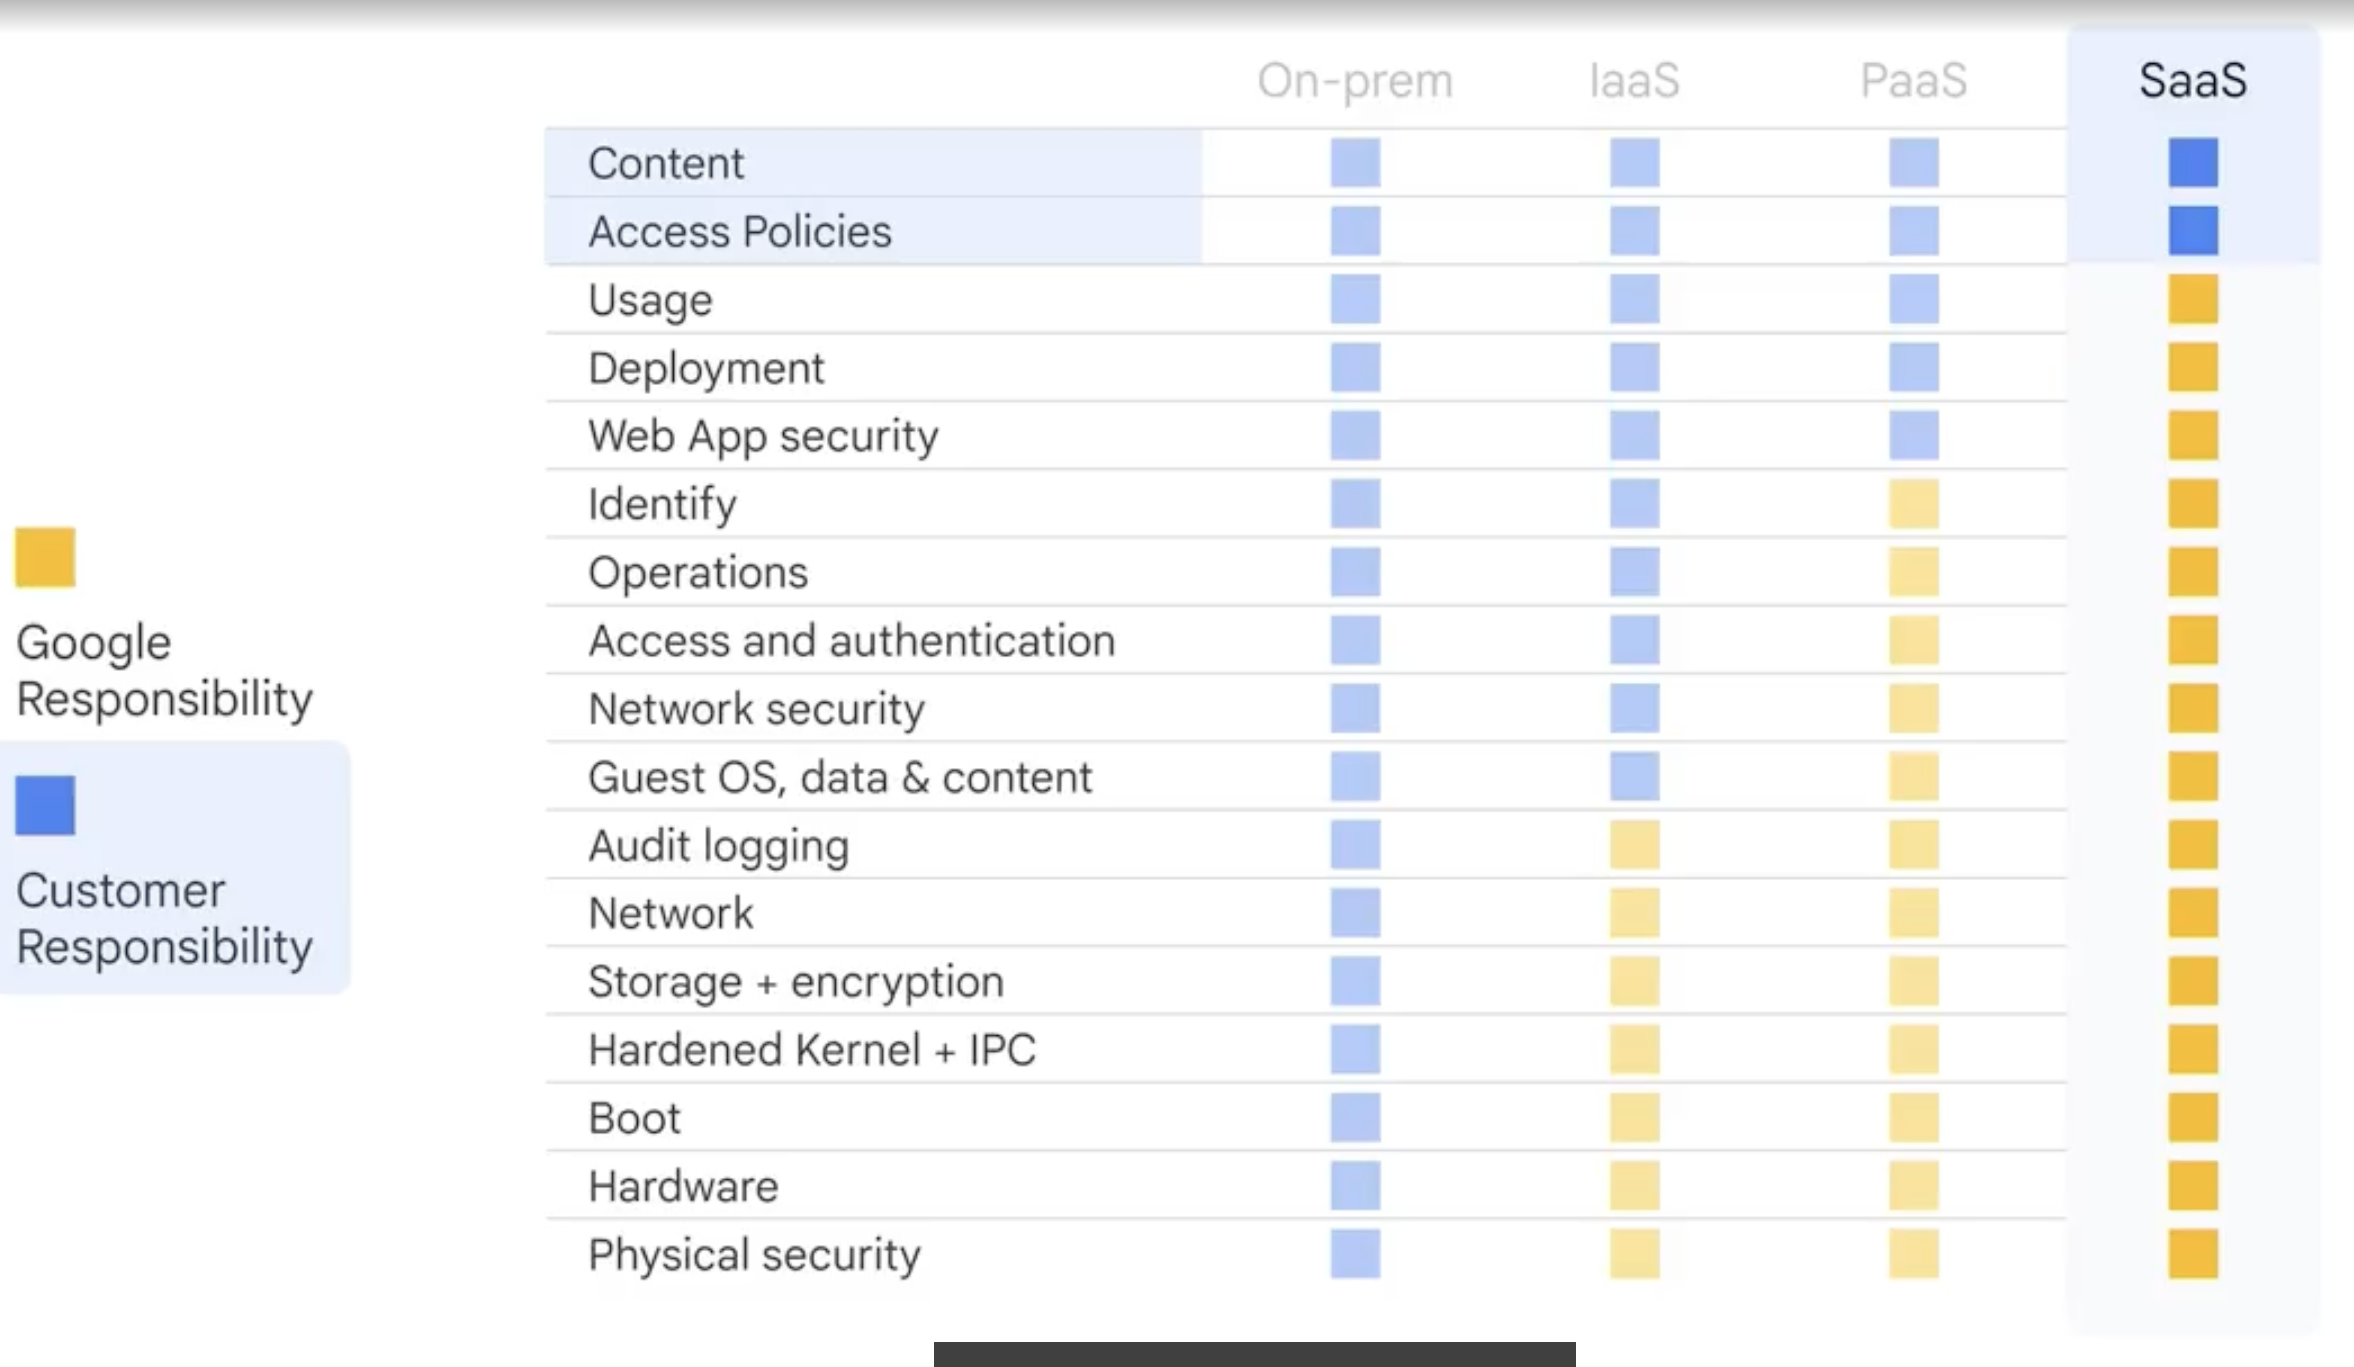 On-prem IaaS PaaS SaaS
Content
Access Policies
Usage
Deployment
Web App security
Identify
Operations
Access and authentication
Network security
Guest OS, data & content
Audit logging
Network
Storage + encryption
Hardened Kernel + IPC
Boot
Hardware
Physical security
Google
Responsibility
Customer
Responsibility